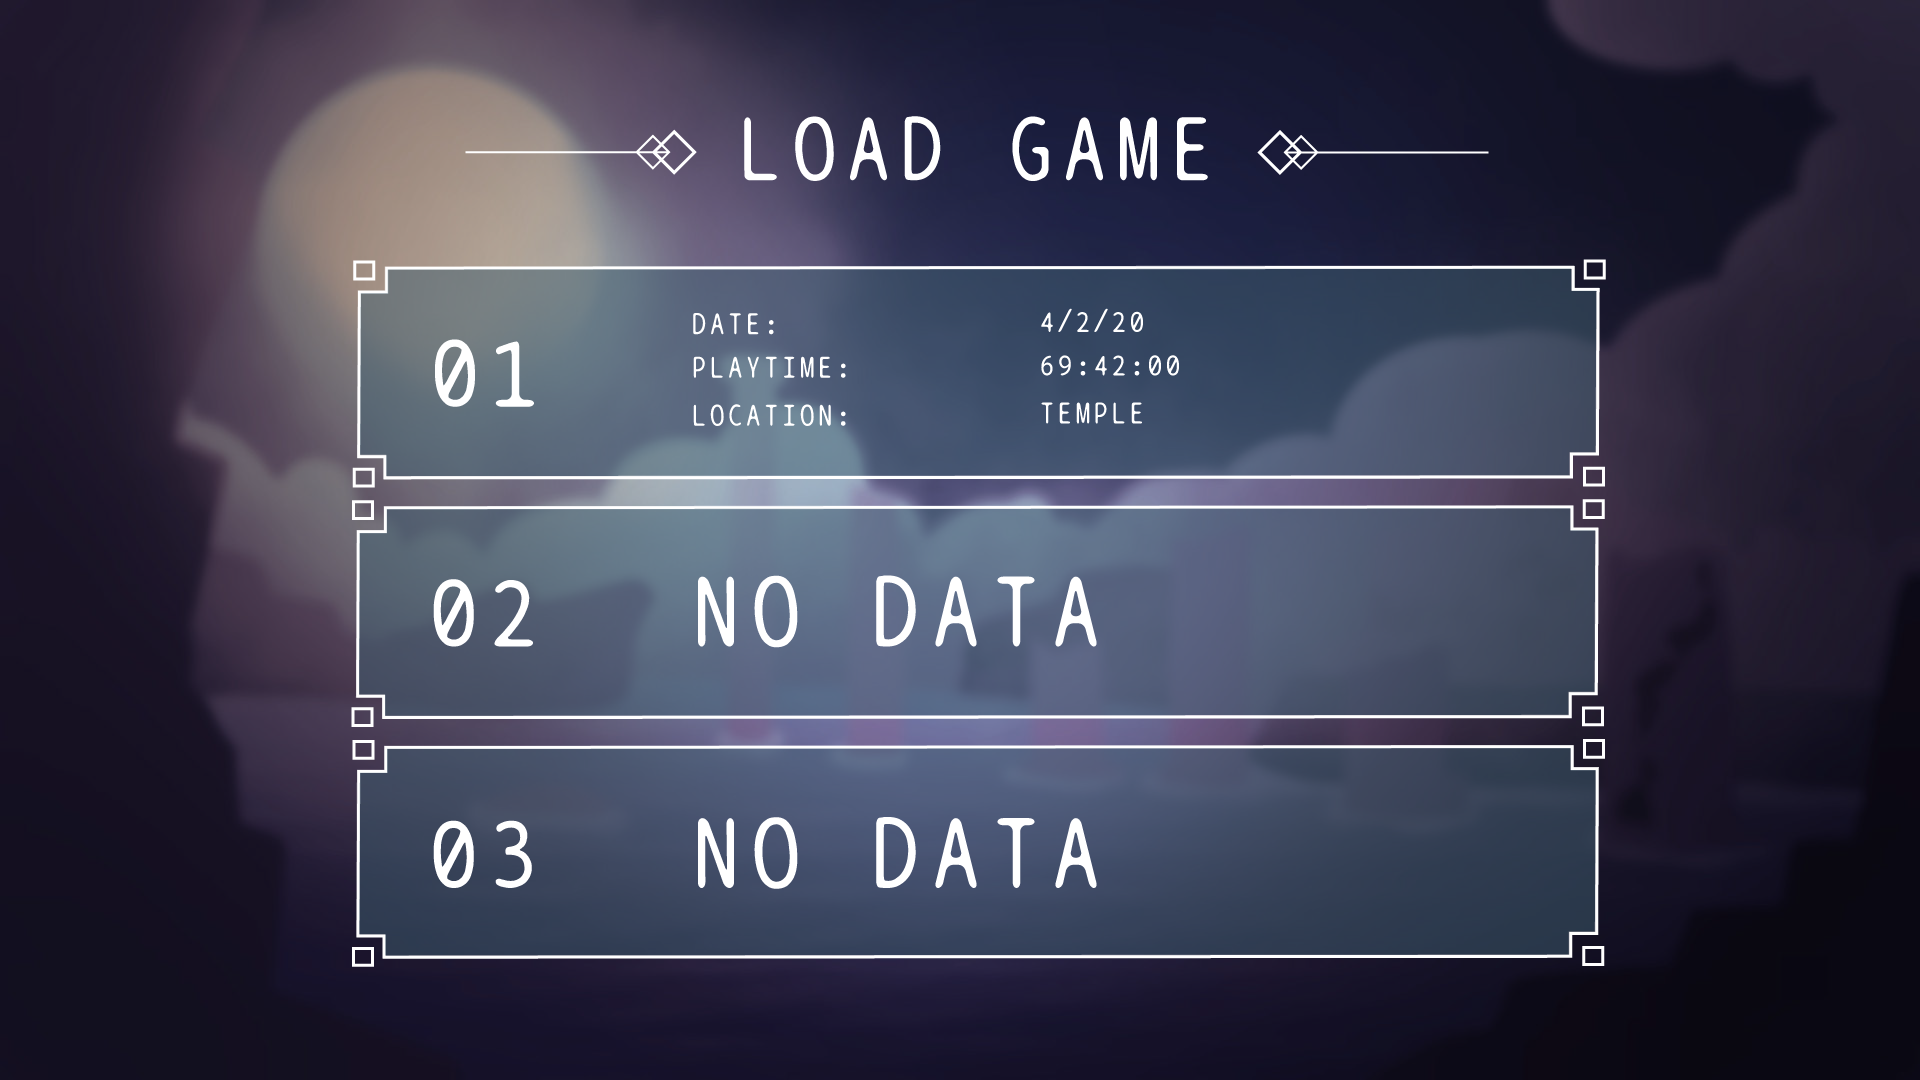 LOAD GAME
01
DATE: 4/2/20
PLAYTIME: 69:42:00
LOCATION: TEMPLE
02 NO DATA
03 NO DATA